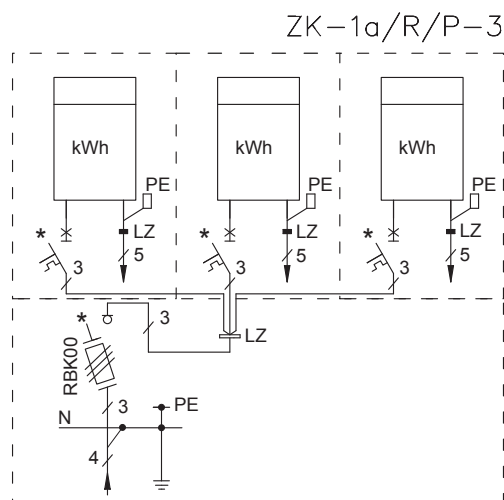 ZK-1a/R/P-3
kWh kWh kWh
PE PE PE
* LZ * LZ * LZ
3 5 3 5 3 5
* 3 LZ
RBK00
3 PE
N
4